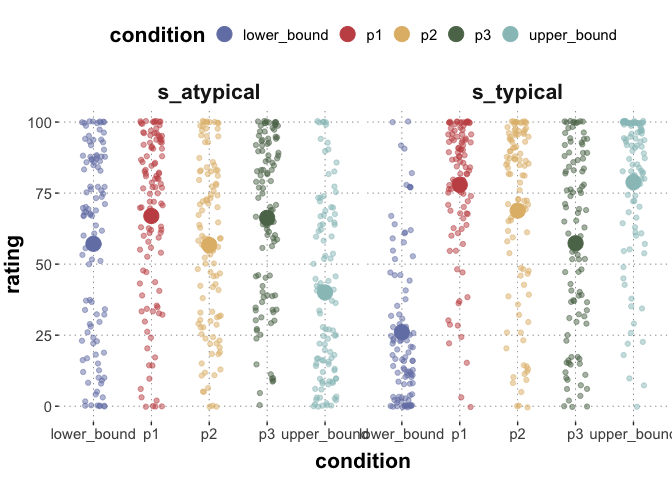 condition lower_bound p1 p2 p3 upper_bound
s_atypical s_typical
100
75
50
25
0
rating
lower_bound p1 p2 p3 upper_bound lower_bound p1 p2 p3 upper_bound
condition